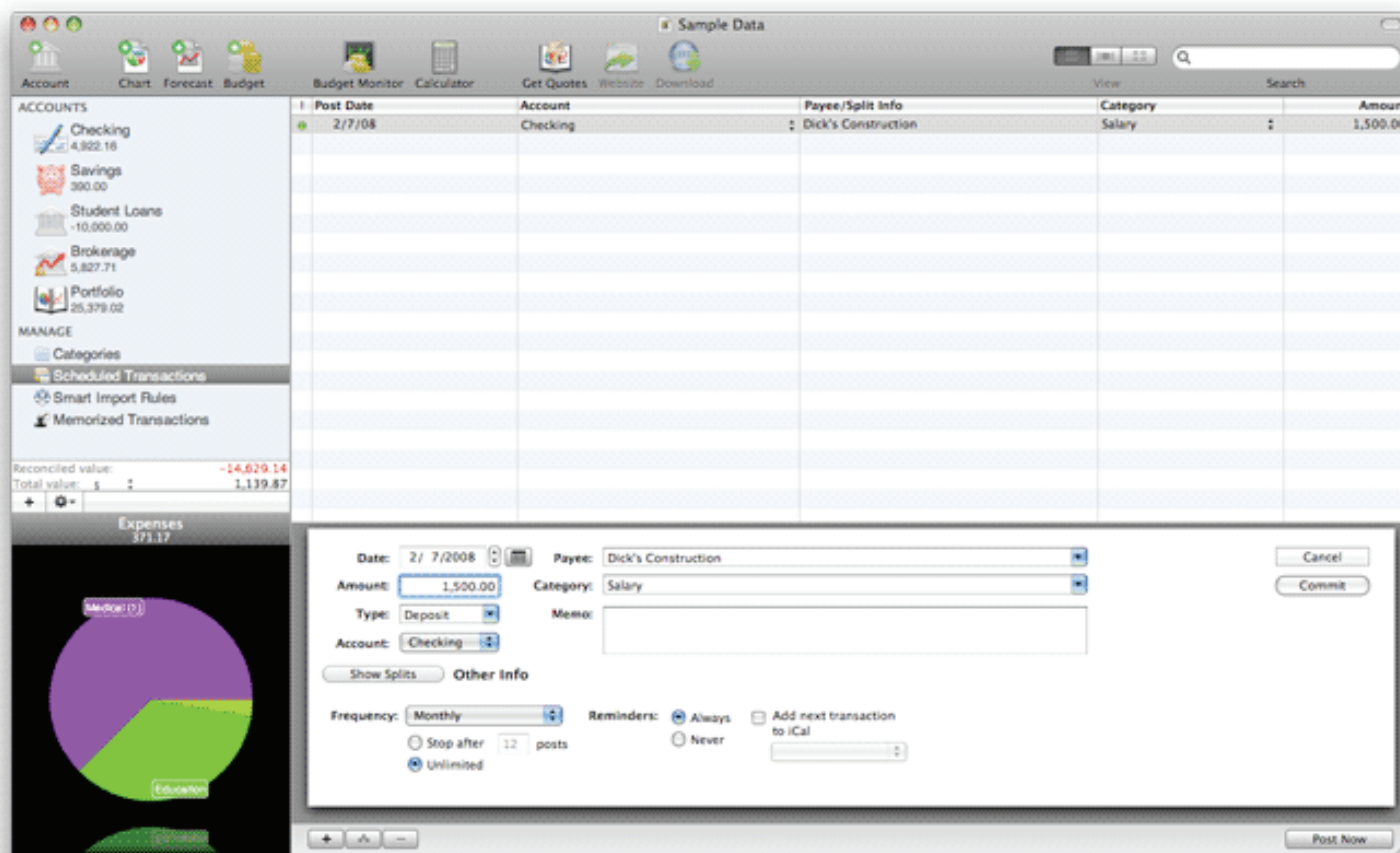 Sample Data
Account Chart Forecast Budget Budget Monitor Calculator Get Quotes Website Download View Search
ACCOUNTS
Checking
4,922.16
Savings
390.00
Student Loans
-10,000.00
Brokerage
5,827.71
Portfolio
25,379.02
MANAGE
Categories
Scheduled Transactions
Smart Import Rules
Memorized Transactions
Reconciled value: -14,629.14
Total value: $ 1,139.87
Expenses
371.17
Education
! Post Date Account Payee/Split Info Category Amoun
2/7/08 Checking Dick's Construction Salary 1,500.00
Date: 2/ 7/2008 Payee: Dick's Construction Cancel
Amount: 1,500.00 Category: Salary Commit
Type: Deposit Memo:
Account: Checking
Show Splits Other Info
Frequency: Monthly Reminders: Always Add next transaction
to iCal
Stop after 12 posts Never
Unlimited
+ - Post Now